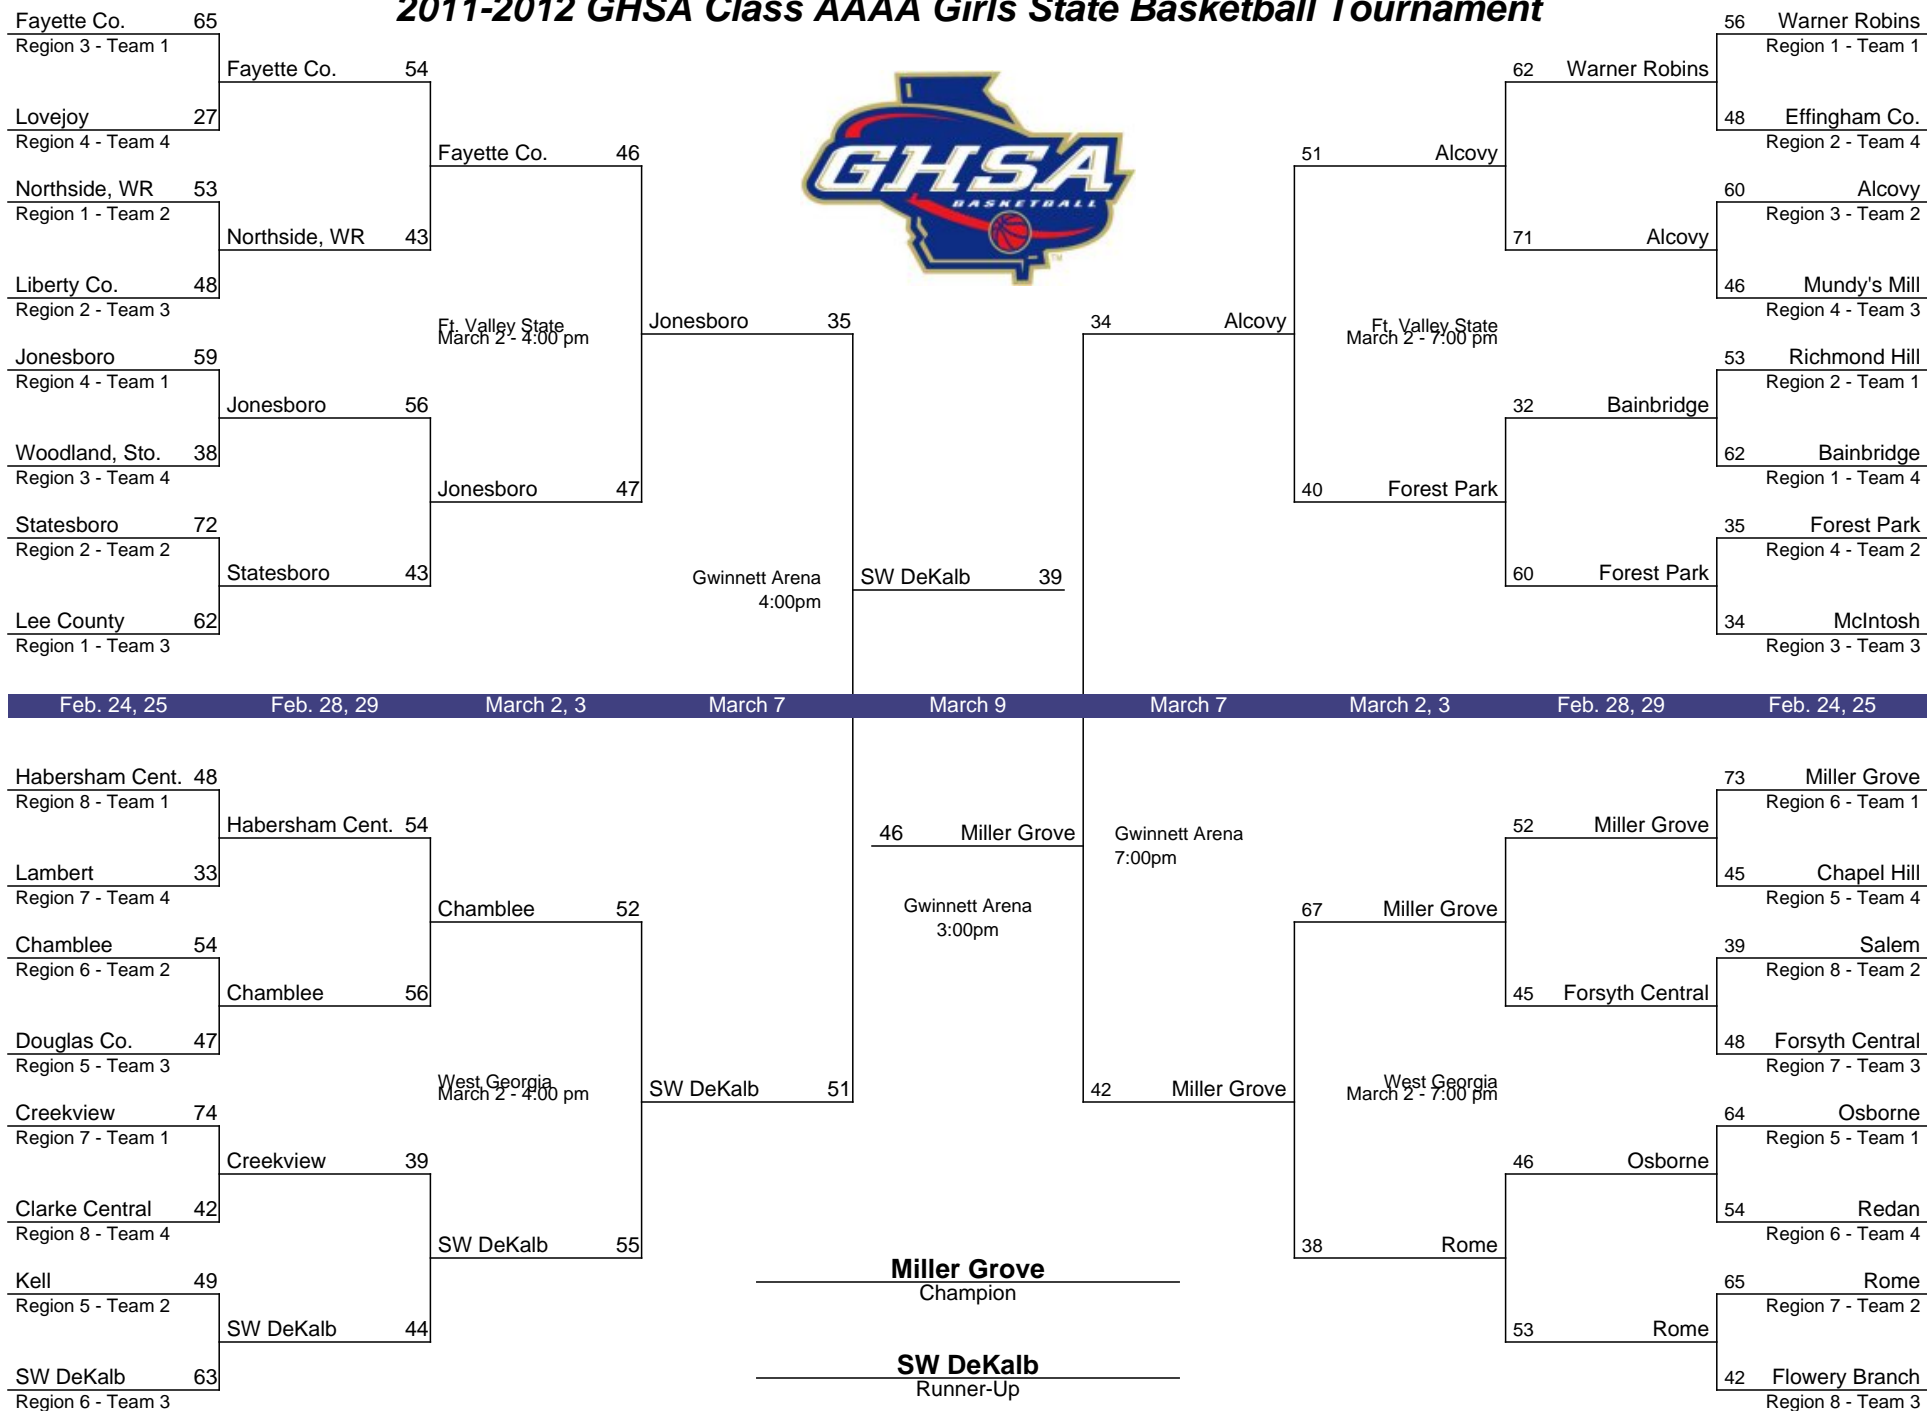 2011-2012 GHSA Class AAAA Girls State Basketball Tournament
GHSA
BASKETBALL
TM
Fayette Co. 65
Region 3 - Team 1
Lovejoy 27
Region 4 - Team 4
Northside, WR 53
Region 1 - Team 2
Liberty Co. 48
Region 2 - Team 3
Jonesboro 59
Region 4 - Team 1
Woodland, Sto. 38
Region 3 - Team 4
Statesboro 72
Region 2 - Team 2
Lee County 62
Region 1 - Team 3
Fayette Co. 54
Northside, WR 43
Jonesboro 56
Statesboro 43
Fayette Co. 46
Ft. Valley State
March 2 - 4:00 pm
Jonesboro 47
Jonesboro 35
Gwinnett Arena
4:00pm
SW DeKalb 39
34 Alcovy
51 Alcovy
Ft. Valley State
March 2 - 7:00 pm
40 Forest Park
62 Warner Robins
71 Alcovy
32 Bainbridge
60 Forest Park
56 Warner Robins
Region 1 - Team 1
48 Effingham Co.
Region 2 - Team 4
60 Alcovy
Region 3 - Team 2
46 Mundy's Mill
Region 4 - Team 3
53 Richmond Hill
Region 2 - Team 1
62 Bainbridge
Region 1 - Team 4
35 Forest Park
Region 4 - Team 2
34 McIntosh
Region 3 - Team 3
Feb. 24, 25 Feb. 28, 29 March 2, 3 March 7 March 9 March 7 March 2, 3 Feb. 28, 29 Feb. 24, 25
Habersham Cent. 48
Region 8 - Team 1
Lambert 33
Region 7 - Team 4
Chamblee 54
Region 6 - Team 2
Douglas Co. 47
Region 5 - Team 3
Creekview 74
Region 7 - Team 1
Clarke Central 42
Region 8 - Team 4
Kell 49
Region 5 - Team 2
SW DeKalb 63
Region 6 - Team 3
Habersham Cent. 54
Chamblee 56
Creekview 39
SW DeKalb 44
Chamblee 52
West Georgia
March 2 - 4:00 pm
SW DeKalb 55
SW DeKalb 51
46 Miller Grove
Gwinnett Arena
3:00pm
Gwinnett Arena
7:00pm
42 Miller Grove
67 Miller Grove
West Georgia
March 2 - 7:00 pm
38 Rome
52 Miller Grove
45 Forsyth Central
46 Osborne
53 Rome
73 Miller Grove
Region 6 - Team 1
45 Chapel Hill
Region 5 - Team 4
39 Salem
Region 8 - Team 2
48 Forsyth Central
Region 7 - Team 3
64 Osborne
Region 5 - Team 1
54 Redan
Region 6 - Team 4
65 Rome
Region 7 - Team 2
42 Flowery Branch
Region 8 - Team 3
Miller Grove
Champion
SW DeKalb
Runner-Up